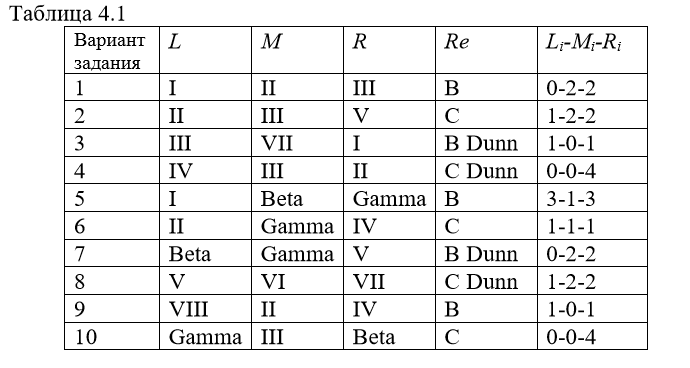 Таблица 4.1
Вариант задания L M R Re Li-Mi-Ri
1 I II III B 0-2-2
2 II III V C 1-2-2
3 III VII I B Dunn 1-0-1
4 IV III II C Dunn 0-0-4
5 I Beta Gamma B 3-1-3
6 II Gamma IV C 1-1-1
7 Beta Gamma V B Dunn 0-2-2
8 V VI VII C Dunn 1-2-2
9 VIII II IV B 1-0-1
10 Gamma III Beta C 0-0-4